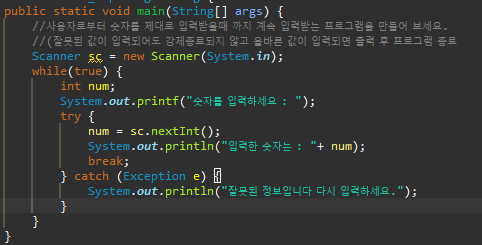 public static void main(String[] args) {
//사용자로부터 숫자를 제대로 입력받을때 까지 계속 입력받는 프로그램을 만들어 보세요.
//(잘못된 값이 입력되어도 강제종료되지 않고 올바른 값이 입력되면 출력 후 프로그램 종료
Scanner sc = new Scanner(System.in);
while(true) {
int num;
System.out.printf("숫자를 입력하세요 : ");
try {
num = sc.nextInt();
System.out.println("입력한 숫자는 : "+ num);
break;
} catch (Exception e) {
System.out.println("잘못된 정보입니다 다시 입력하세요.");
}
}
}